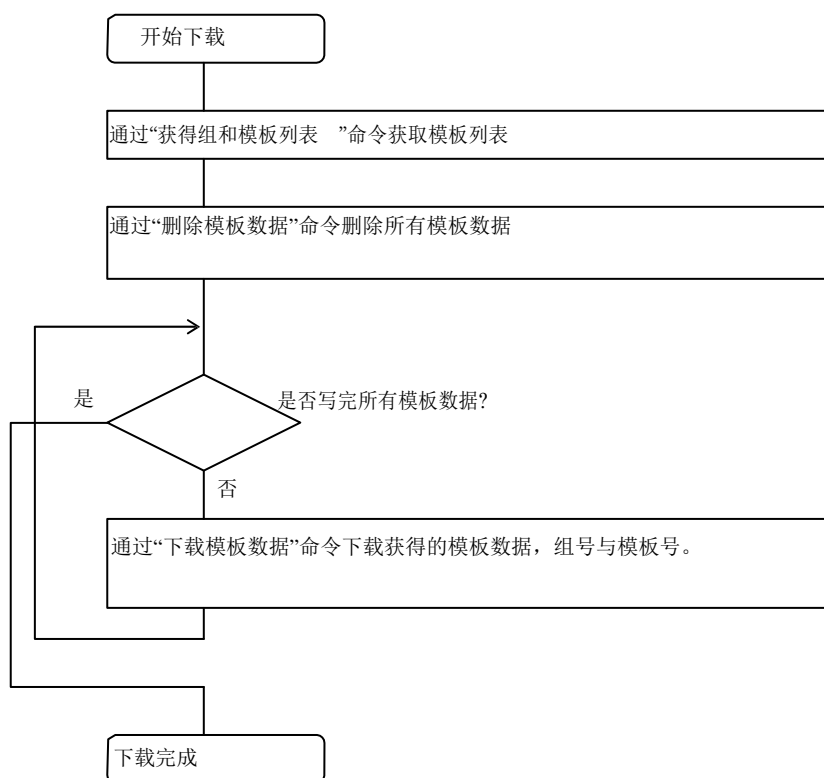 开始下载
通过“获得组和模板列表 ”命令获取模板列表
通过“删除模板数据”命令删除所有模板数据
是
是否写完所有模板数据?
否
通过“下载模板数据”命令下载获得的模板数据，组号与模板号。
下载完成